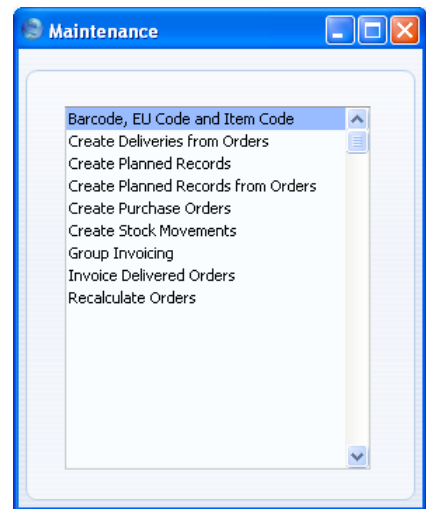 Maintenance
Barcode, EU Code and Item Code
Create Deliveries from Orders
Create Planned Records
Create Planned Records from Orders
Create Purchase Orders
Create Stock Movements
Group Invoicing
Invoice Delivered Orders
Recalculate Orders